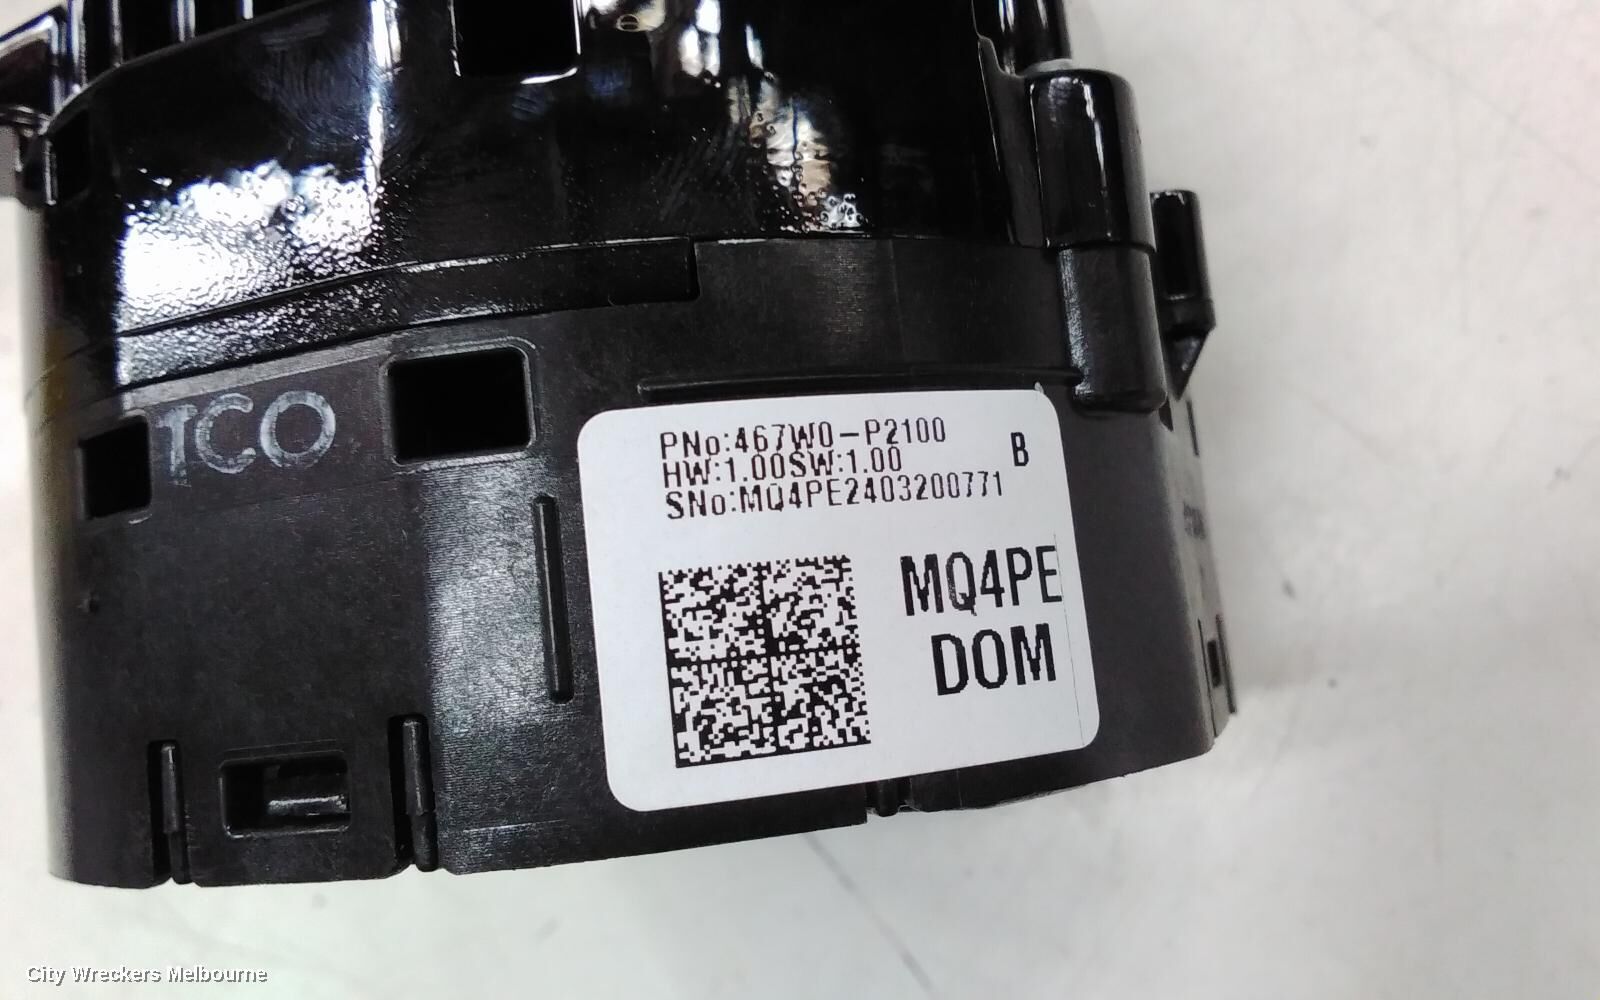 TCO
PNo:467W0-P2100
HW:1.00SW:1.00
B
SNo:MQ4PE2403200771
MQ4PE
DOM
City Wreckers Melbourne